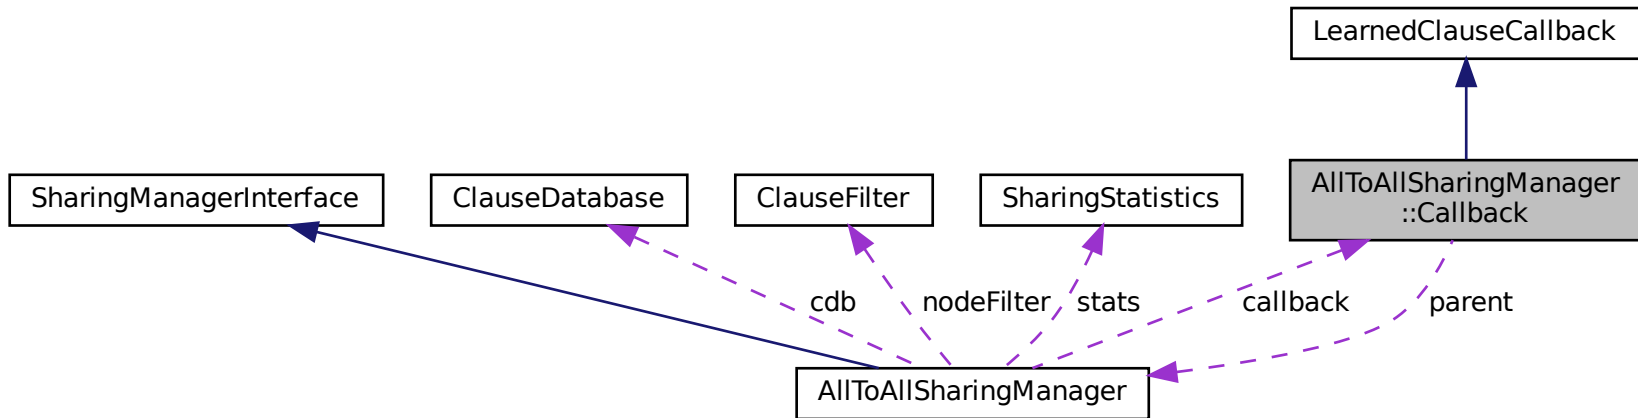 LearnedClauseCallback
SharingManagerInterface
ClauseDatabase
ClauseFilter
SharingStatistics
AllToAllSharingManager
::Callback
cdb
nodeFilter
stats
callback
parent
AllToAllSharingManager